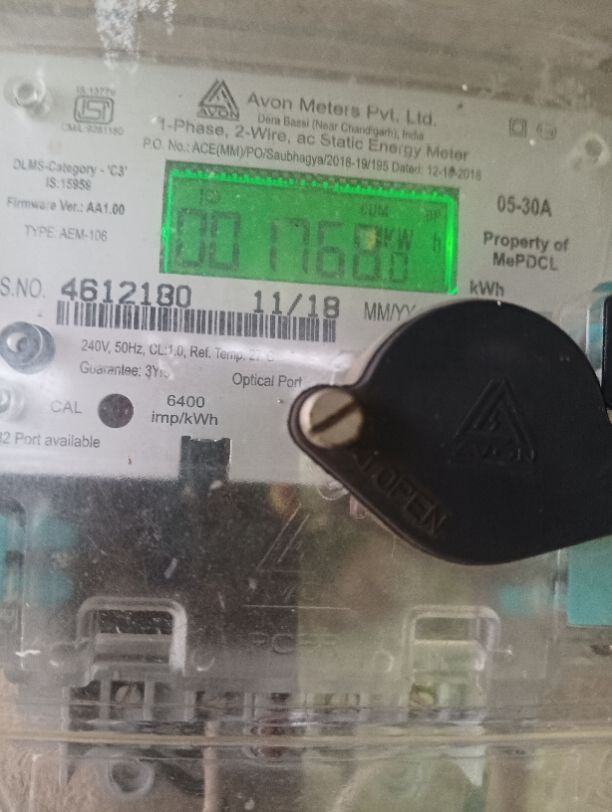 IS:13779
ISI
CM/L-9261180
AVON
Avon Meters Pvt. Ltd.
Dera Bassi (Near Chandigarh), India
1-Phase, 2-Wire, ac Static Energy Meter
P.O. No.: ACE(MM)/PO/Saubhagya/2018-19/195 Dated: 12-10-2018
DLMS-Category - 'C3'
IS:15959
Firmware Ver.: AA1.00
TYPE: AEM-106
CUM
001768
KW h
05-30A
Property of
MePDCL
kWh
S.NO. 4612180 11/18 MM/YY
240V, 50Hz, CL:1.0, Ref. Temp. 27°C
Guarantee: 3Yrs
Optical Port
CAL
6400
imp/kWh
32 Port available
AVON
OPEN